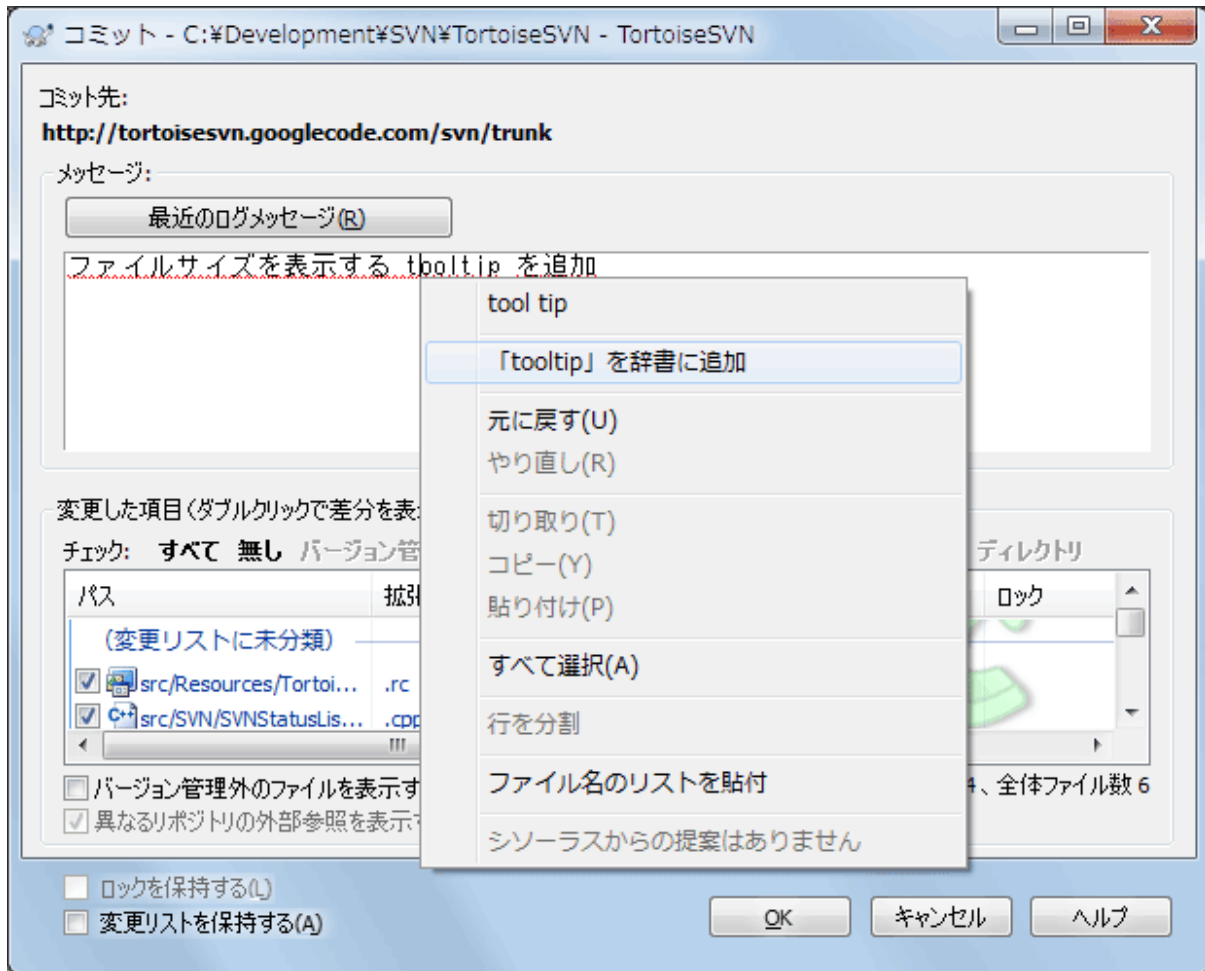 コミット - C:¥Development¥SVN¥TortoiseSVN - TortoiseSVN
コミット先:
http://tortoisesvn.googlecode.com/svn/trunk
メッセージ:
最近のログメッセージ(R)
ファイルサイズを表示する tooltip を追加
tool tip
「tooltip」を辞書に追加
元に戻す(U)
やり直し(R)
切り取り(T)
コピー(Y)
貼り付け(P)
すべて選択(A)
行を分割
ファイル名のリストを貼付
シソーラスからの提案はありません
変更した項目(ダブルクリックで差分を表
チェック: すべて 無し バージョン管 ディレクトリ
パス 拡張 ロック
(変更リストに未分類)
src/Resources/Tortoi... .rc
src/SVN/SVNStatusLis... .cpp
バージョン管理外のファイルを表示す 、全体ファイル数 6
異なるリポジトリの外部参照を表示
ロックを保持する(L)
変更リストを保持する(A)
OK キャンセル ヘルプ